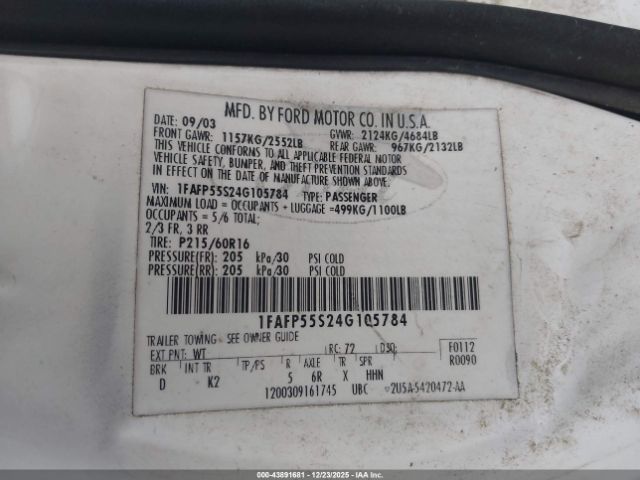 MFD. BY FORD MOTOR CO. IN U.S.A.
DATE: 09/03 GVWR: 2124KG/4684LB
FRONT GAWR: 1157KG/2552LB REAR GAWR: 967KG/2132LB
THIS VEHICLE CONFORMS TO ALL APPLICABLE FEDERAL MOTOR
VEHICLE SAFETY, BUMPER, AND THEFT PREVENTION STANDARDS
IN EFFECT ON THE DATE OF MANUFACTURE SHOWN ABOVE.
VIN: 1FAFP55S24G105784 TYPE: PASSENGER
MAXIMUM LOAD = OCCUPANTS + LUGGAGE =499KG/1100LB
OCCUPANTS = 5/6 TOTAL;
2/3 FR, 3 RR
TIRE: P215/60R16
PRESSURE(FR): 205 kPa/30 PSI COLD
PRESSURE(RR): 205 kPa/30 PSI COLD
1FAFP55S24G105784
TRAILER TOWING - SEE OWNER GUIDE
EXT PNT: WT RC: 72 DSO: F0112
BRK INT TR TP/PS R AXLE TR SPR R0090
D K2 5 6R X HHN
1200309161745 UBC 2U5A-5420472-AA
000-43891681 - 12/23/2025 - IAAI.COM